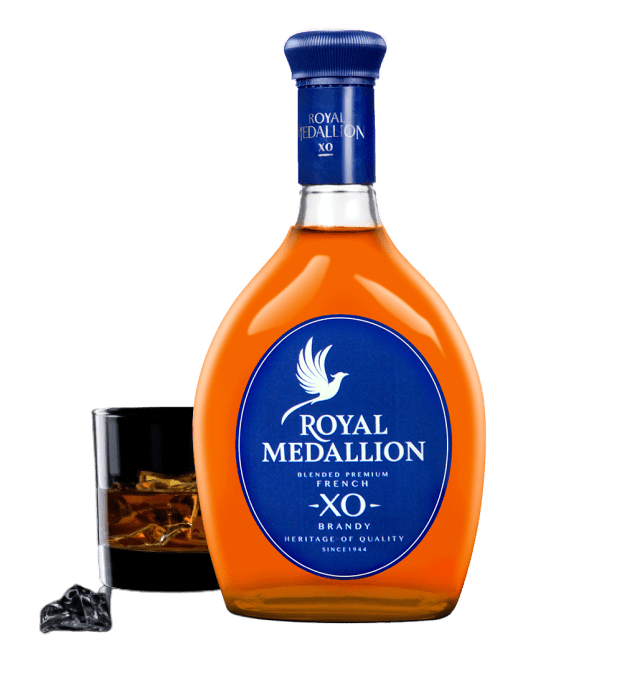 ROYAL
MEDALLION
XO
ROYAL
MEDALLION
BLENDED PREMIUM
FRENCH
-XO-
BRANDY
HERITAGE OF QUALITY
SINCE 1944